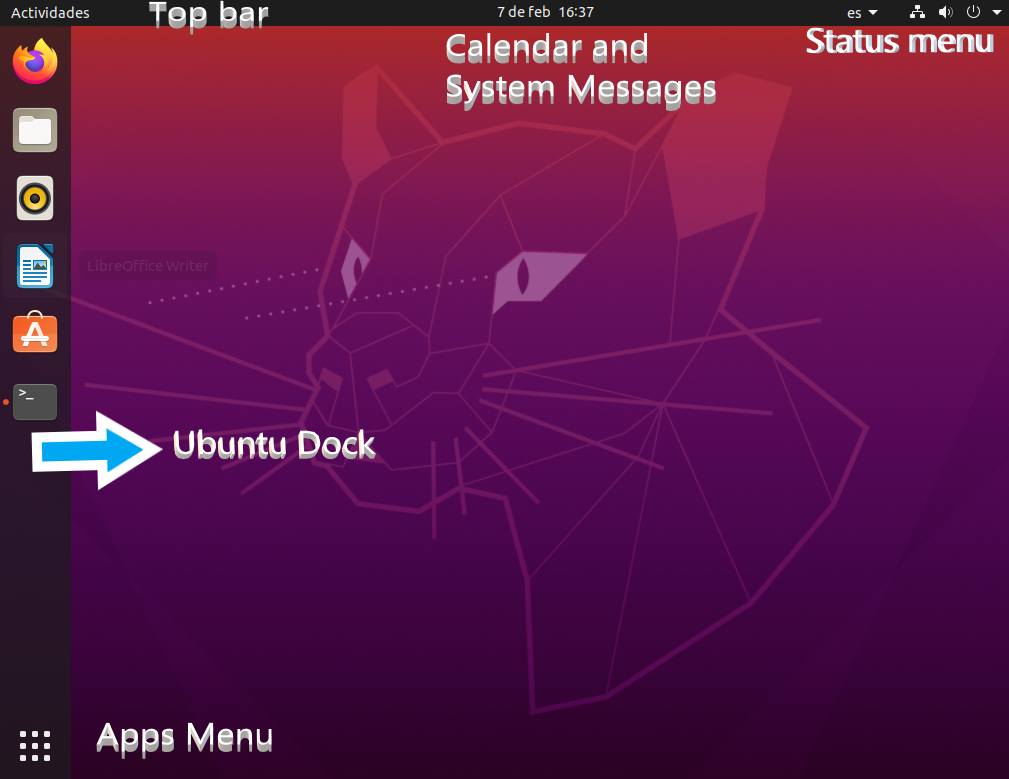 Actividades
Top bar
7 de feb 16:37
es
Status menu
Calendar and
System Messages
LibreOffice Writer
>_
Ubuntu Dock
Apps Menu